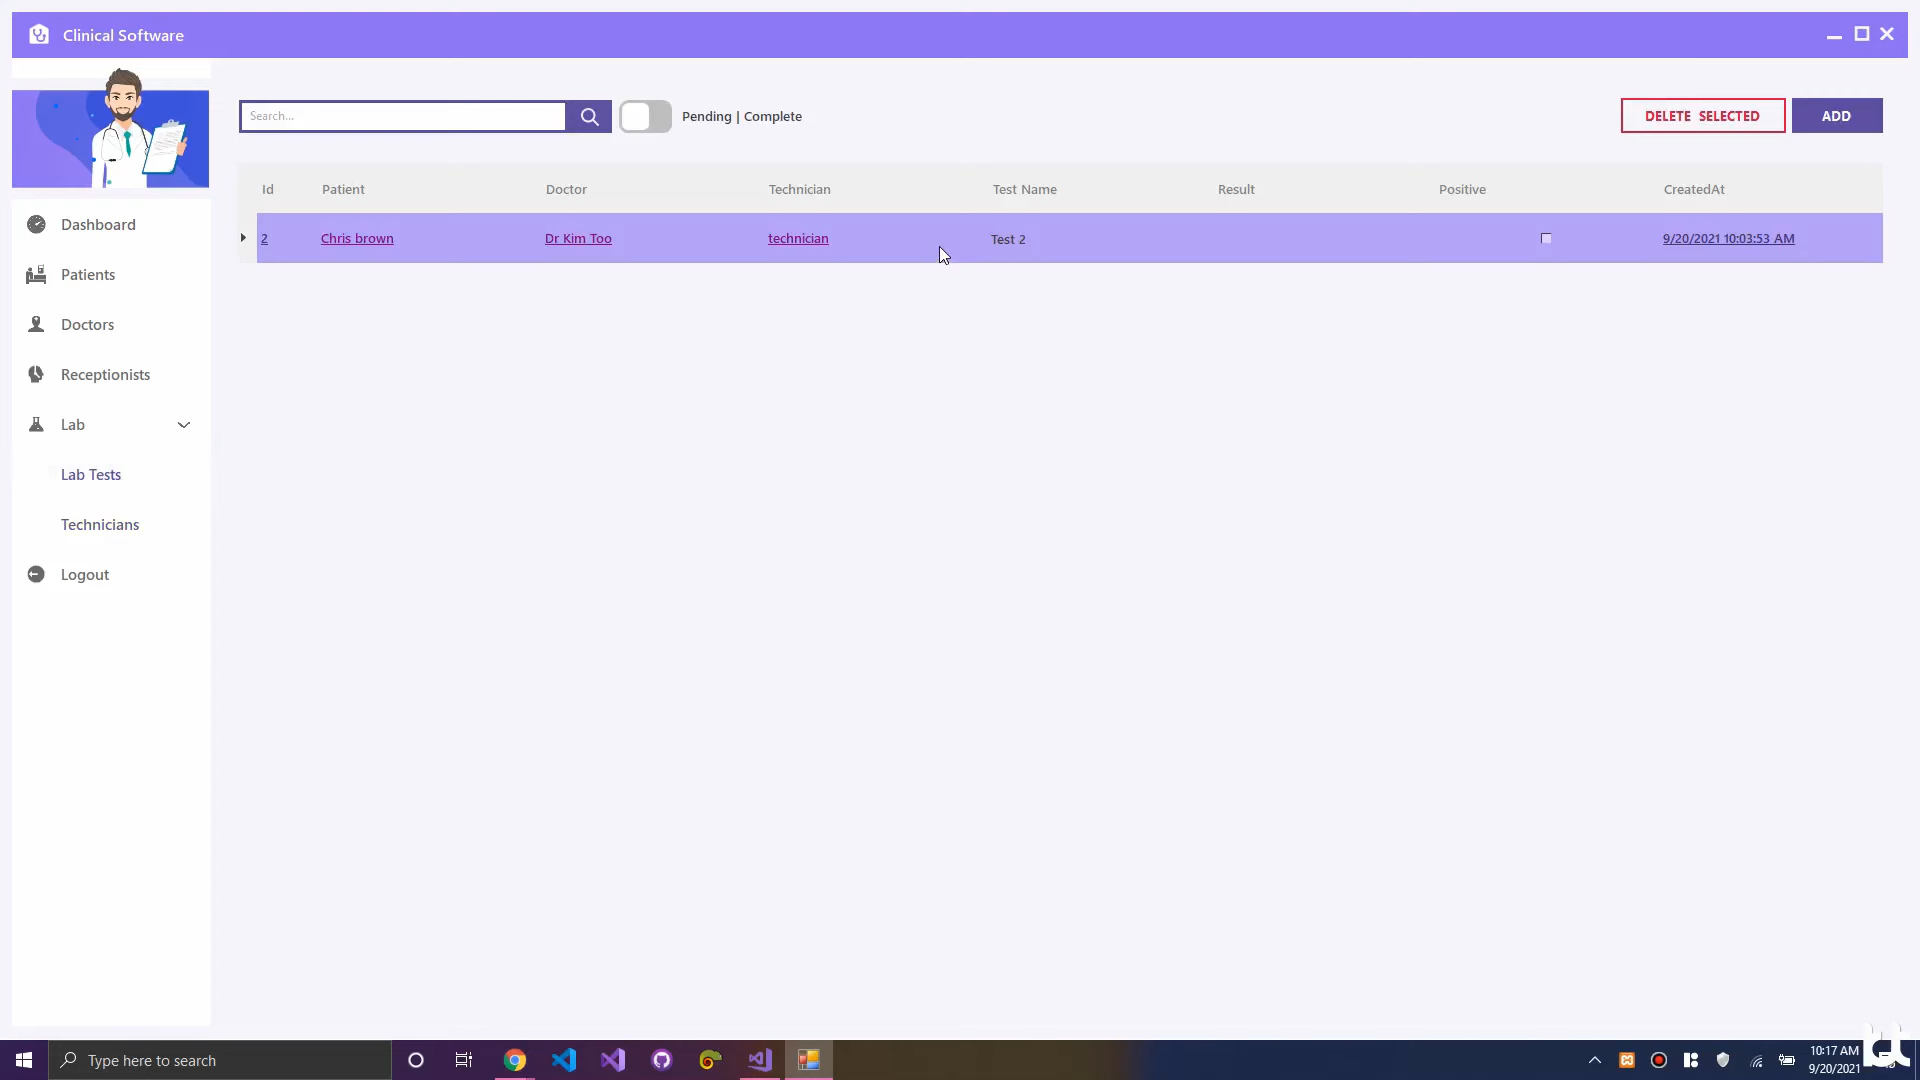 Clinical Software
Search...
Pending | Complete
DELETE SELECTED
ADD
Id Patient Doctor Technician Test Name Result Positive CreatedAt
2 Chris brown Dr Kim Too technician Test 2 9/20/2021 10:03:53 AM
Dashboard
Patients
Doctors
Receptionists
Lab
Lab Tests
Technicians
Logout
Type here to search
10:17 AM
9/20/2021